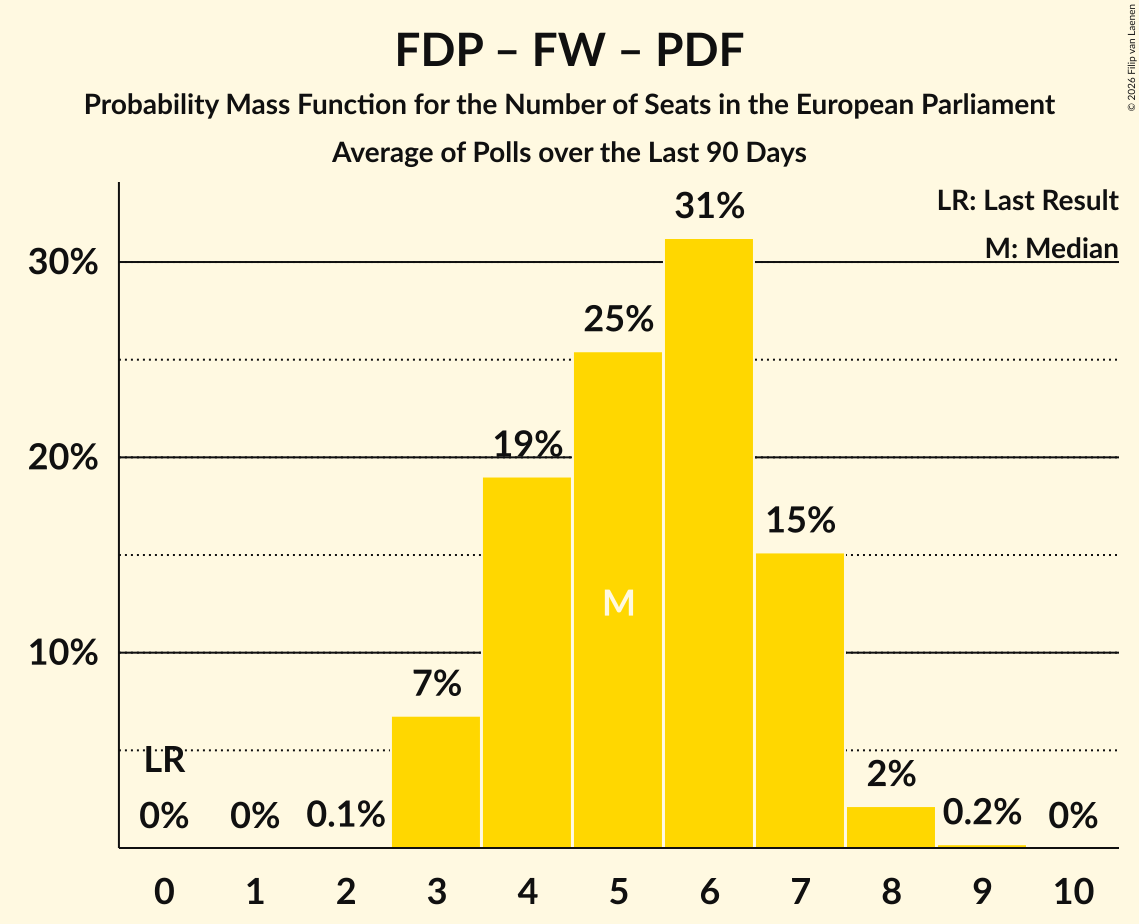 FDP – FW – PDF
Probability Mass Function for the Number of Seats in the European Parliament
Average of Polls over the Last 90 Days
© 2026 Filip van Laenen
LR: Last Result
M: Median
30%
20%
10%
LR
0%
0%
0.1%
7%
19%
25%
M
31%
15%
2%
0.2%
0%
0 1 2 3 4 5 6 7 8 9 10